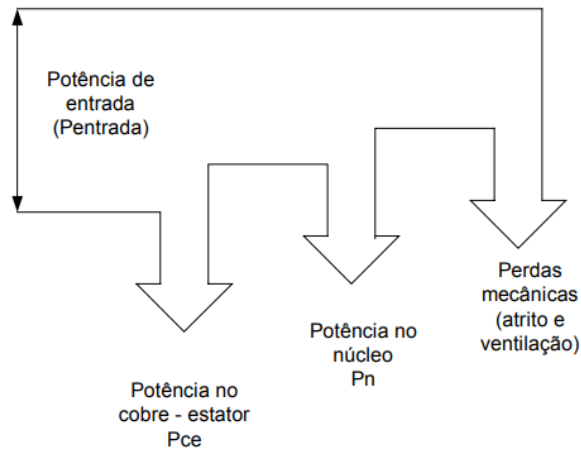 Potência de
entrada
(Pentrada)
Potência no
cobre - estator
Pce
Potência no
núcleo
Pn
Perdas
mecânicas
(atrito e
ventilação)